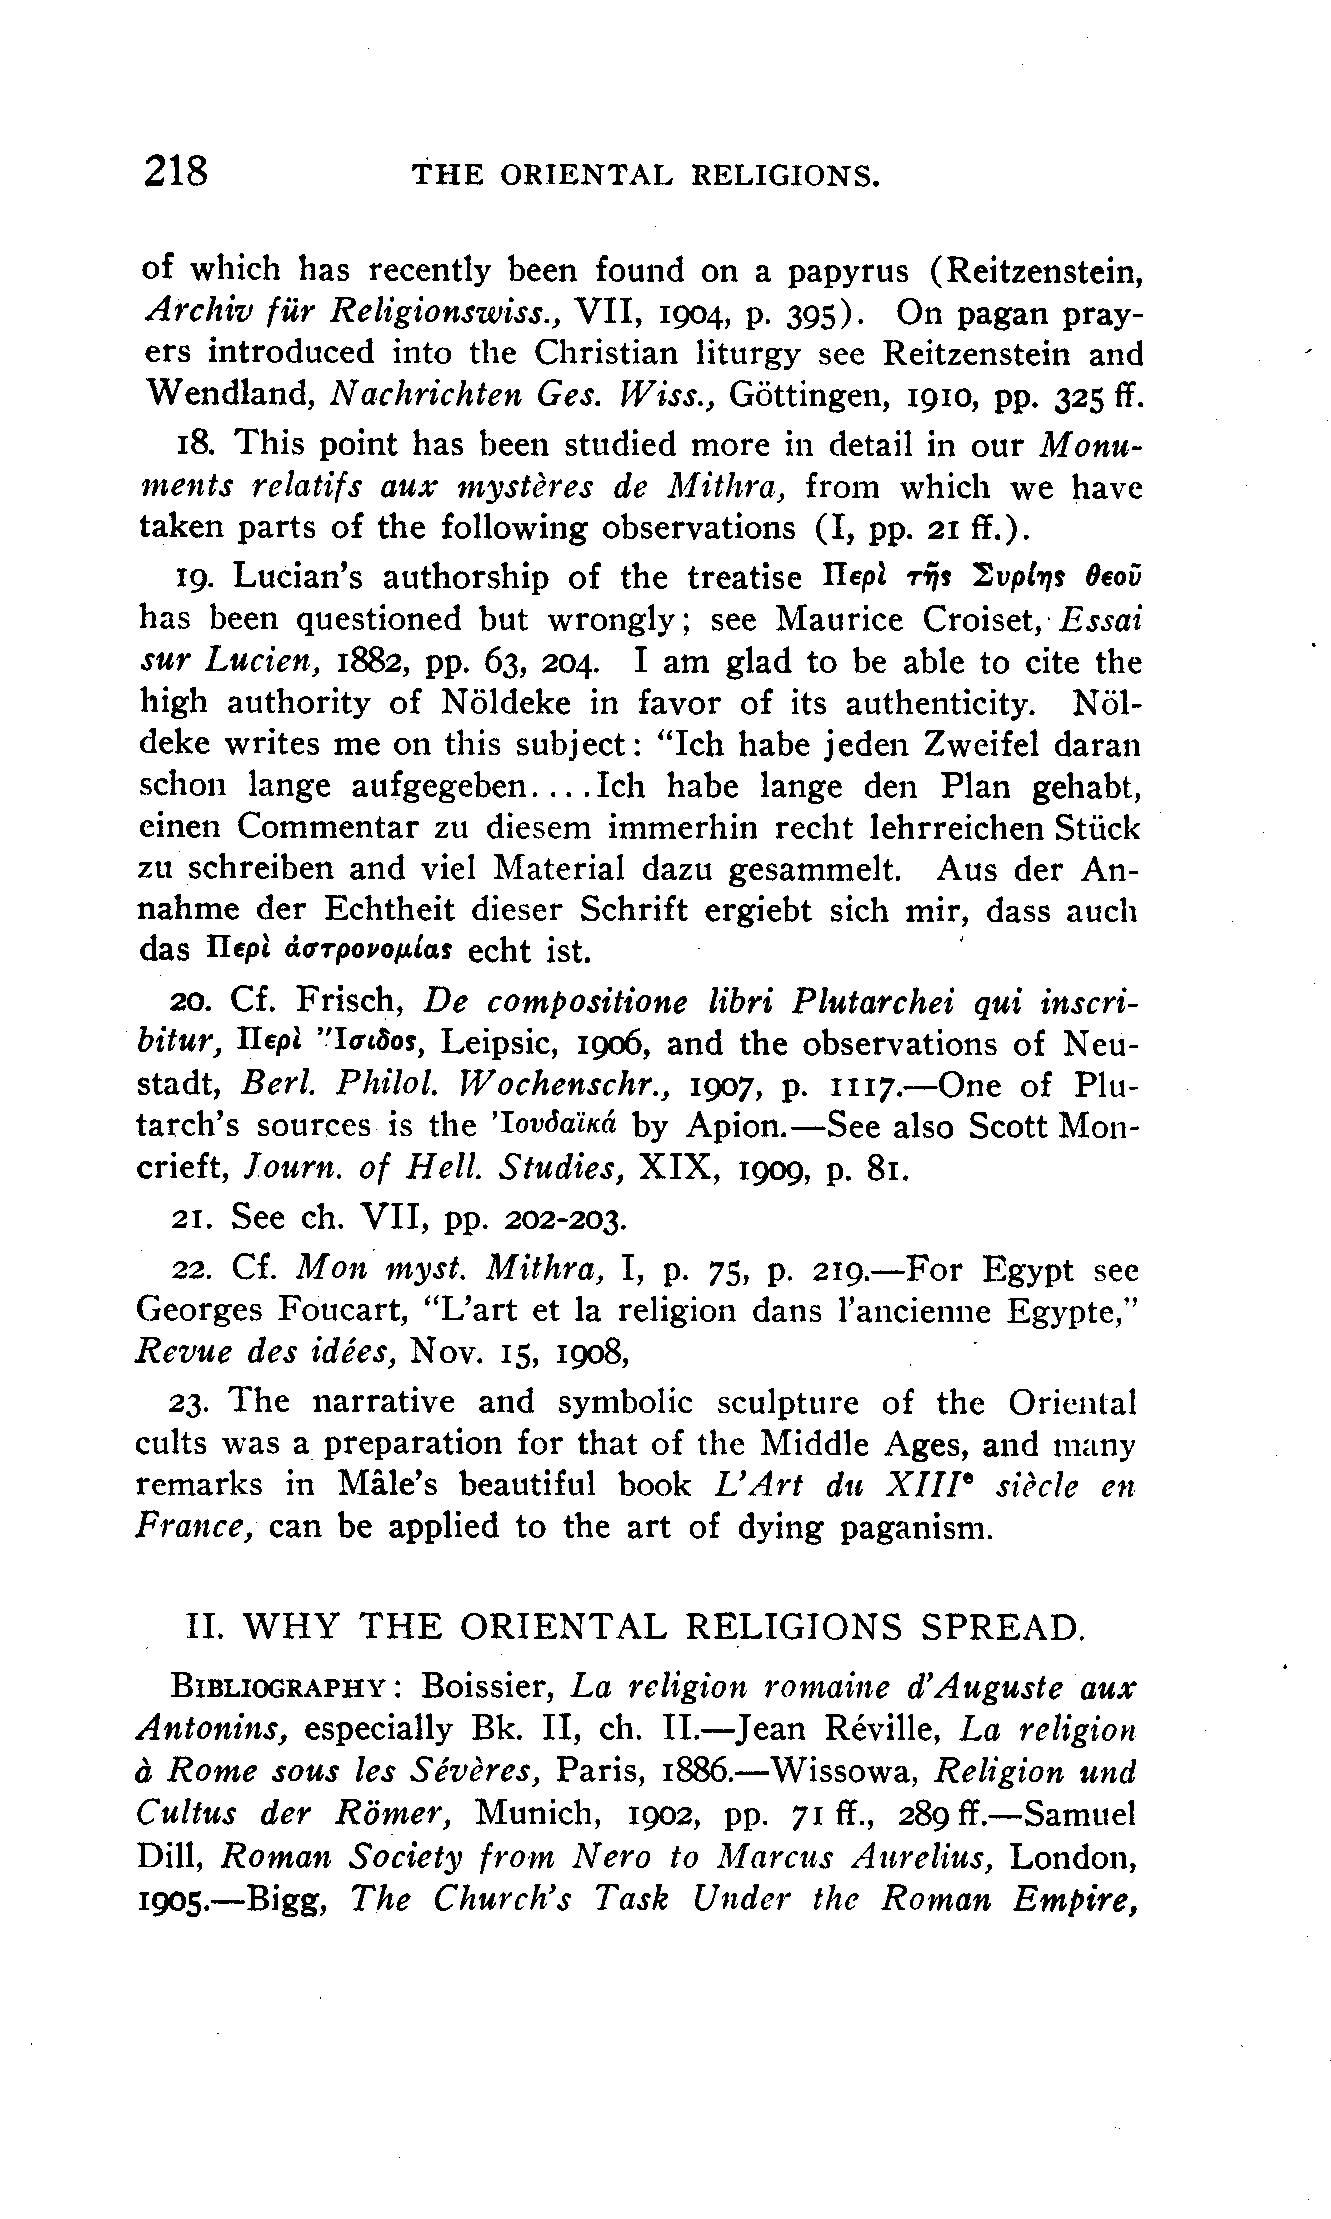 218 THE ORIENTAL RELIGIONS.
of which has recently been found on a papyrus (Reitzenstein,
Archiv für Religionswiss., VII, 1904, p. 395). On pagan pray-
ers introduced into the Christian liturgy see Reitzenstein and
Wendland, Nachrichten Ges. Wiss., Göttingen, 1910, pp. 325 ff.
18. This point has been studied more in detail in our Monu-
ments relatifs aux mystères de Mithra, from which we have
taken parts of the following observations (I, pp. 21 ff.).
19. Lucian's authorship of the treatise Περὶ τῆς Συρίης θεοῦ
has been questioned but wrongly; see Maurice Croiset, Essai
sur Lucien, 1882, pp. 63, 204. I am glad to be able to cite the
high authority of Nöldeke in favor of its authenticity. Nöl-
deke writes me on this subject: "Ich habe jeden Zweifel daran
schon lange aufgegeben....Ich habe lange den Plan gehabt,
einen Commentar zu diesem immerhin recht lehrreichen Stück
zu schreiben and viel Material dazu gesammelt. Aus der An-
nahme der Echtheit dieser Schrift ergiebt sich mir, dass auch
das Περὶ ἀστρονομίας echt ist.
20. Cf. Frisch, De compositione libri Plutarchei qui inscri-
bitur, Περὶ Ἴσιδος, Leipsic, 1906, and the observations of Neu-
stadt, Berl. Philol. Wochenschr., 1907, p. 1117.—One of Plu-
tarch's sources is the Ἰουδαϊκά by Apion.—See also Scott Mon-
crieft, Journ. of Hell. Studies, XIX, 1909, p. 81.
21. See ch. VII, pp. 202-203.
22. Cf. Mon myst. Mithra, I, p. 75, p. 219.—For Egypt see
Georges Foucart, "L'art et la religion dans l'ancienne Egypte,"
Revue des idées, Nov. 15, 1908,
23. The narrative and symbolic sculpture of the Oriental
cults was a preparation for that of the Middle Ages, and many
remarks in Mâle's beautiful book L'Art du XIIIᵉ siècle en
France, can be applied to the art of dying paganism.
II. WHY THE ORIENTAL RELIGIONS SPREAD.
BIBLIOGRAPHY: Boissier, La religion romaine d'Auguste aux
Antonins, especially Bk. II, ch. II.—Jean Réville, La religion
à Rome sous les Sévères, Paris, 1886.—Wissowa, Religion und
Cultus der Römer, Munich, 1902, pp. 71 ff., 289 ff.—Samuel
Dill, Roman Society from Nero to Marcus Aurelius, London,
1905.—Bigg, The Church's Task Under the Roman Empire,